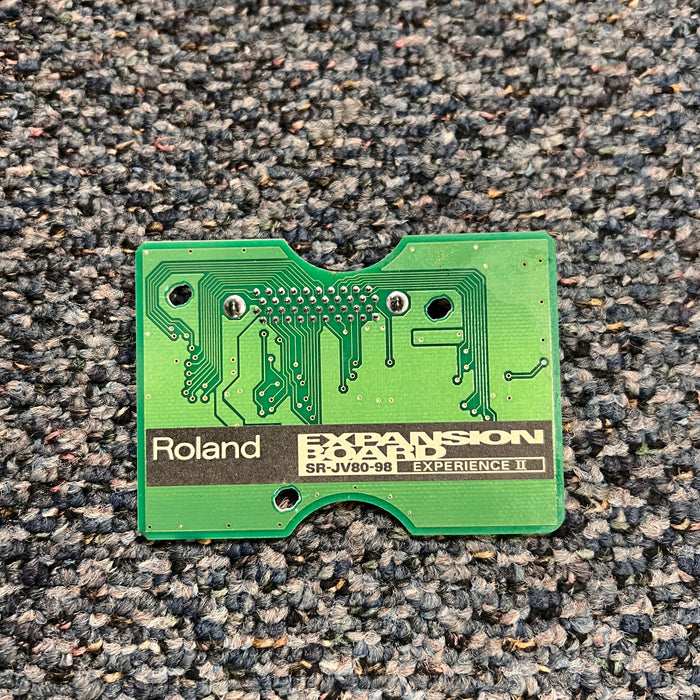 Roland
EXPANSION
BOARD
SR-JV80-98 EXPERIENCE II